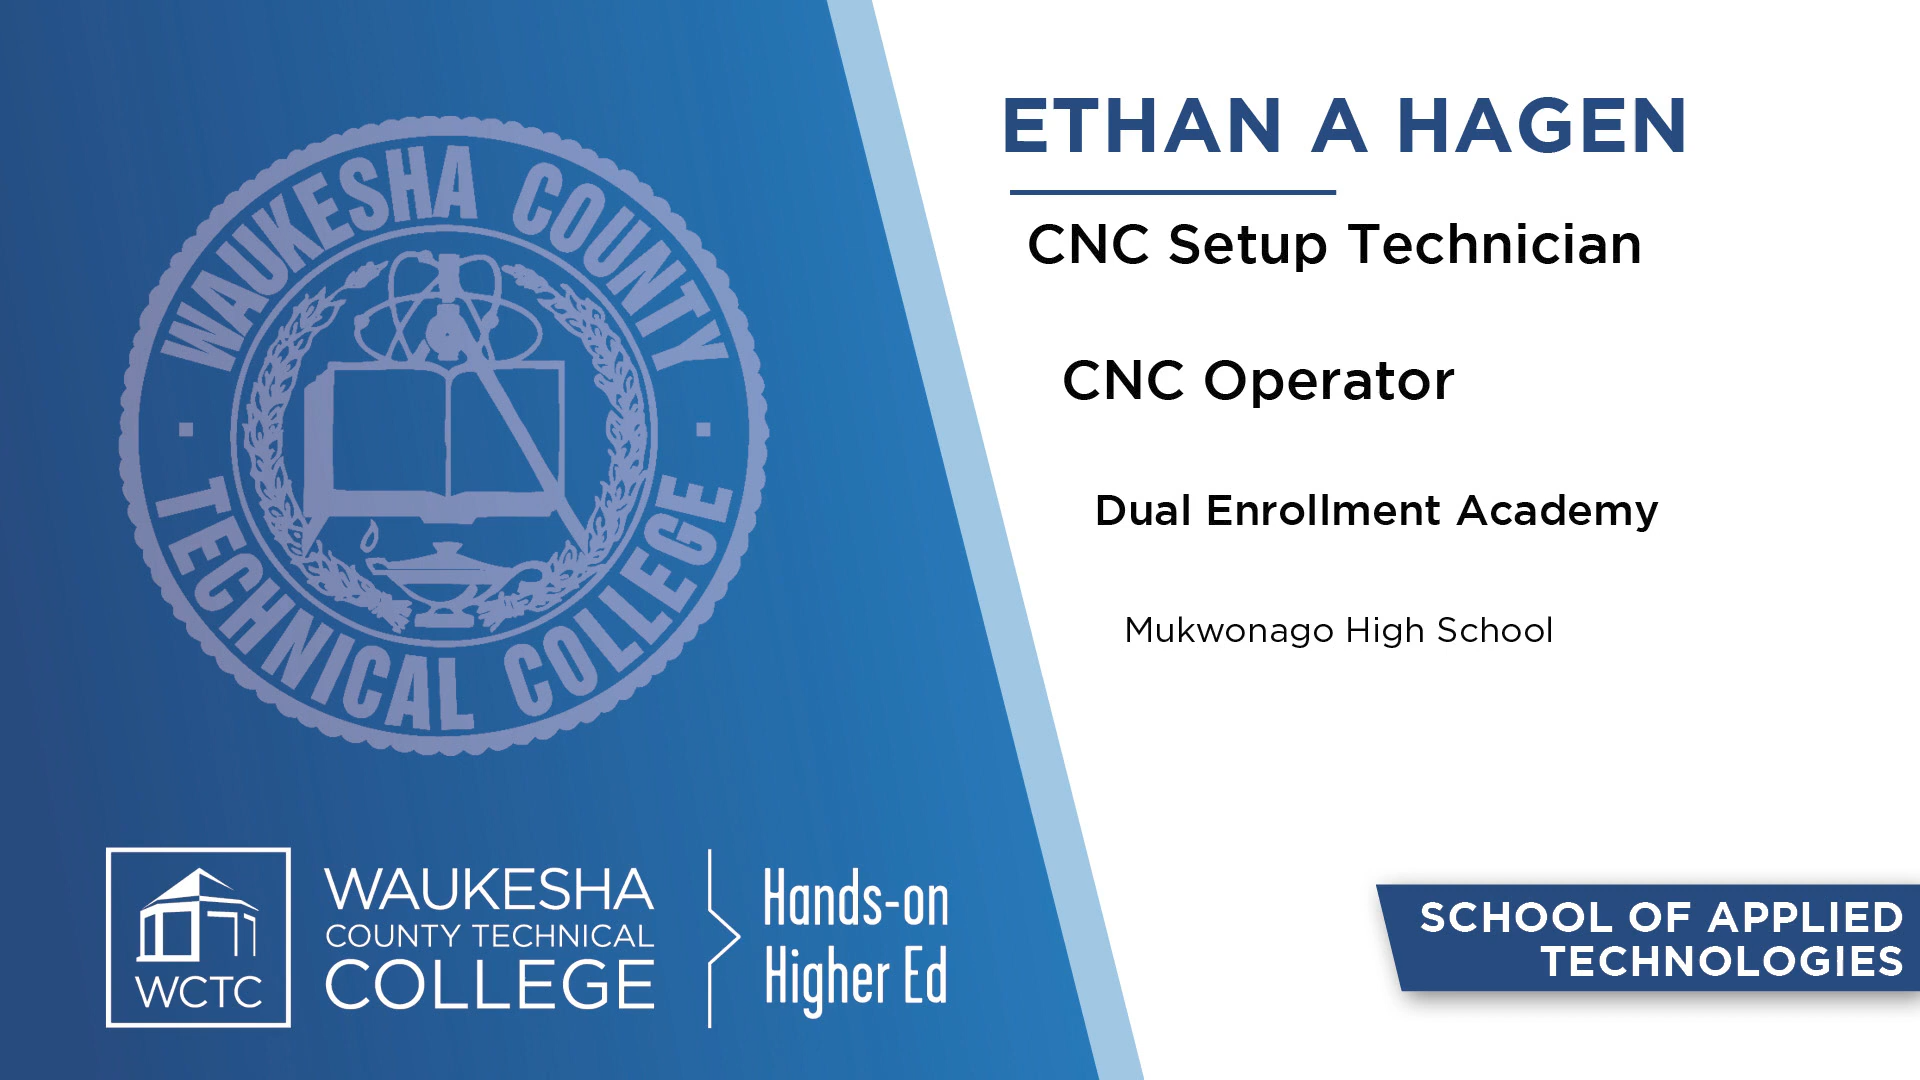 ETHAN A HAGEN
CNC Setup Technician
CNC Operator
Dual Enrollment Academy
Mukwonago High School
WAUKESHA COUNTY
TECHNICAL COLLEGE
WCTC
WAUKESHA
COUNTY TECHNICAL
COLLEGE
Hands-on
Higher Ed
SCHOOL OF APPLIED
TECHNOLOGIES